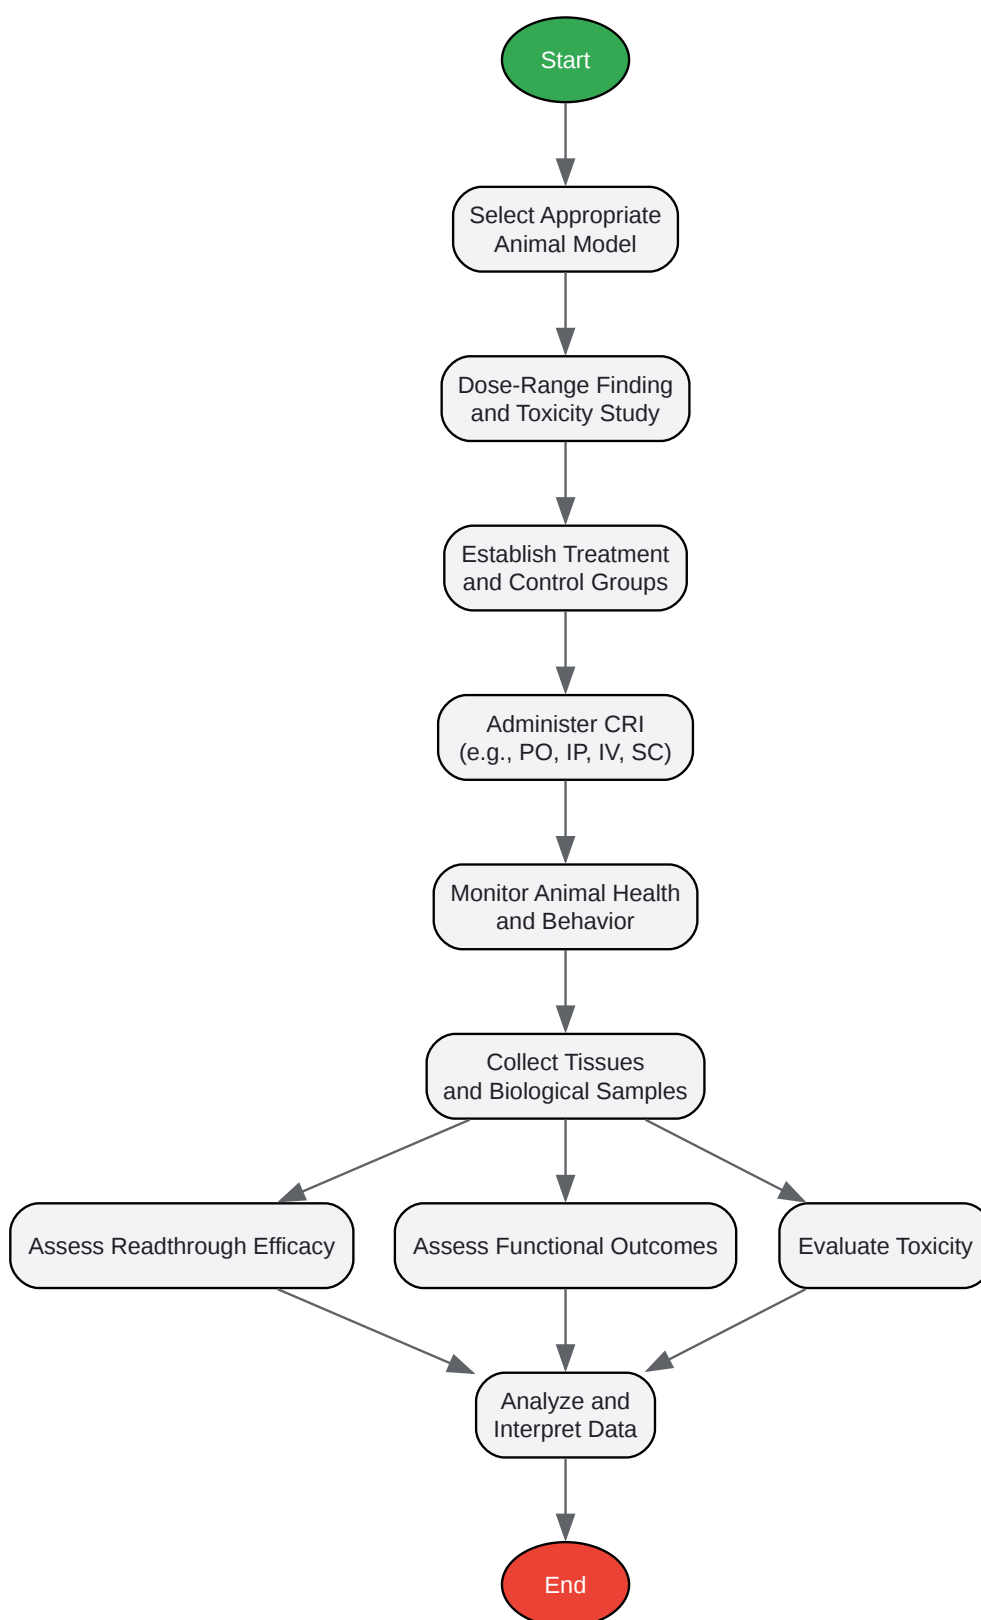 Start
Select Appropriate
Animal Model
Dose-Range Finding
and Toxicity Study
Establish Treatment
and Control Groups
Administer CRI
(e.g., PO, IP, IV, SC)
Monitor Animal Health
and Behavior
Collect Tissues
and Biological Samples
Assess Readthrough Efficacy
Assess Functional Outcomes
Evaluate Toxicity
Analyze and
Interpret Data
End